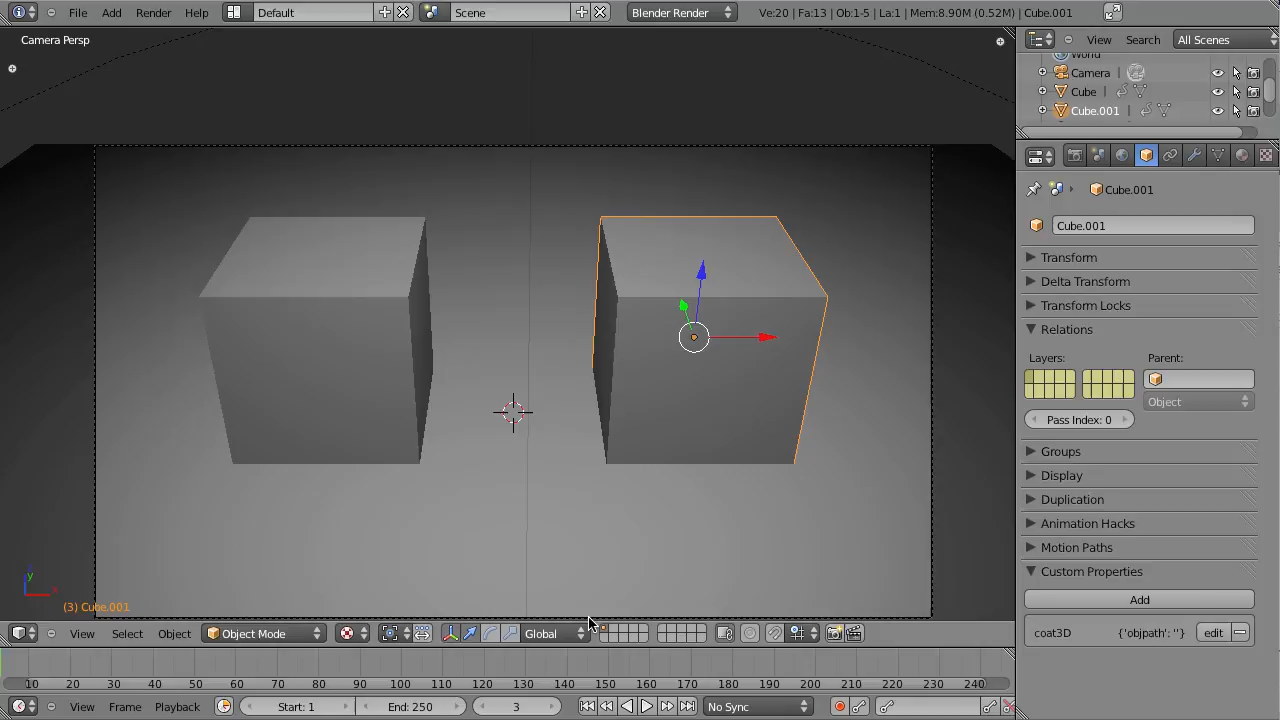 File Add Render Help Default Scene Blender Render Ve:20 | Fa:13 | Ob:1-5 | La:1 | Mem:8.90M (0.52M) | Cube.001
Camera Persp
View Search All Scenes
World
Camera
Cube
Cube.001
Cube.001
Cube.001
Transform
Delta Transform
Transform Locks
Relations
Layers: Parent:
Object
Pass Index: 0
Groups
Display
Duplication
Animation Hacks
Motion Paths
Custom Properties
Add
coat3D {'objpath': ''} edit
y
x
(3) Cube.001
View Select Object Object Mode Global
10 20 30 40 50 60 70 80 90 100 110 120 130 140 150 160 170 180 190 200 210 220 230 240
View Frame Playback Start: 1 End: 250 3 No Sync